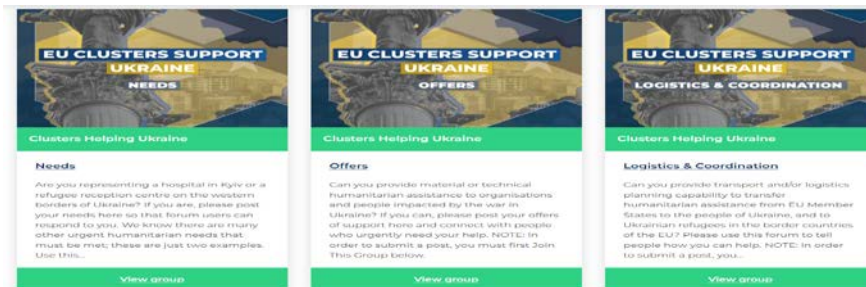 EU CLUSTERS SUPPORT
UKRAINE
NEEDS
Clusters Helping Ukraine
Needs
Are you representing a hospital in Kyiv or a
refugee reception centre on the western
borders of Ukraine? If you are, please post
your needs here so that forum users can
respond to you. We know there are many
other urgent humanitarian needs that
must be met; these are just two examples.
Use this...
View group
EU CLUSTERS SUPPORT
UKRAINE
OFFERS
Clusters Helping Ukraine
Offers
Can you provide material or technical
humanitarian assistance to organisations
and people impacted by the war in
Ukraine? If you can, please post your offers
of support here and connect with people
who urgently need your help. NOTE: In
order to submit a post, you must first Join
This Group below.
View group
EU CLUSTERS SUPPORT
UKRAINE
LOGISTICS & COORDINATION
Clusters Helping Ukraine
Logistics & Coordination
Can you provide transport and/or logistics
planning capability to transfer
humanitarian assistance from EU Member
States to the people of Ukraine, and to
Ukrainian refugees in the border countries
of the EU? Please use this forum to tell
people how you can help. NOTE: In order
to submit a post, you...
View group